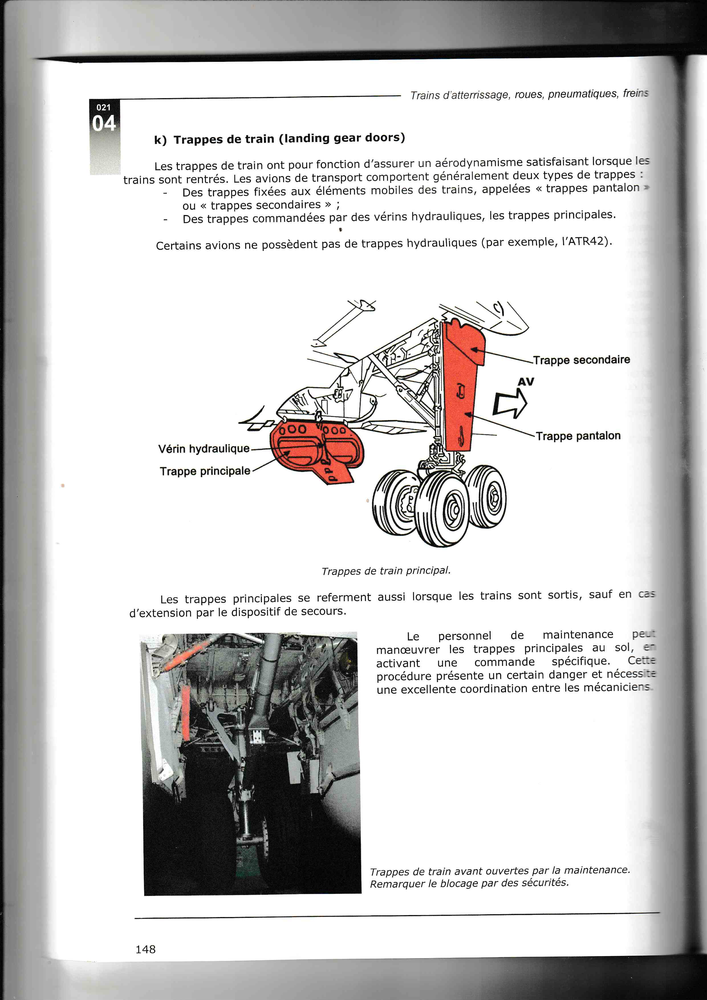 Trains d'atterrissage, roues, pneumatiques, freins
021
04
k) Trappes de train (landing gear doors)
Les trappes de train ont pour fonction d'assurer un aérodynamisme satisfaisant lorsque les
trains sont rentrés. Les avions de transport comportent généralement deux types de trappes :
- Des trappes fixées aux éléments mobiles des trains, appelées « trappes pantalon »
ou « trappes secondaires » ;
- Des trappes commandées par des vérins hydrauliques, les trappes principales.
Certains avions ne possèdent pas de trappes hydrauliques (par exemple, l'ATR42).
Trappe secondaire
AV
Trappe pantalon
Vérin hydraulique
Trappe principale
Trappes de train principal.
Les trappes principales se referment aussi lorsque les trains sont sortis, sauf en cas
d'extension par le dispositif de secours.
Le personnel de maintenance peut
manœuvrer les trappes principales au sol, en
activant une commande spécifique. Cette
procédure présente un certain danger et nécessite
une excellente coordination entre les mécaniciens.
Trappes de train avant ouvertes par la maintenance.
Remarquer le blocage par des sécurités.
148